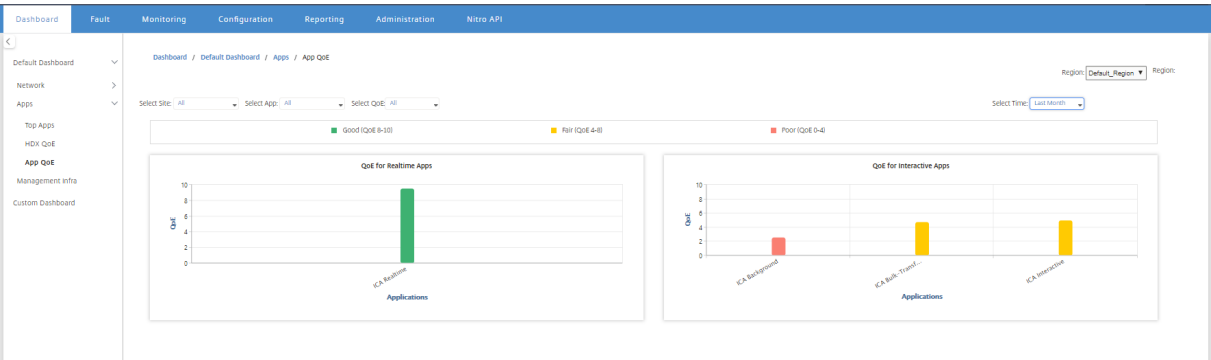 Dashboard Fault Monitoring Configuration Reporting Administration Nitro API
Default Dashboard
Network
Apps
Top Apps
HDX QoE
App QoE
Management Infra
Custom Dashboard
Dashboard / Default Dashboard / Apps / App QoE
Region: Default_Region Region:
Select Site: All Select App: All Select QoE: All Select Time: Last Month
Good (QoE 8-10) Fair (QoE 4-8) Poor (QoE 0-4)
QoE for Realtime Apps
10
8
6
4
2
0
QoE
ICA Realtime
Applications
QoE for Interactive Apps
10
8
6
4
2
0
QoE
ICA Background
ICA Bulk-Transf...
ICA Interactive
Applications